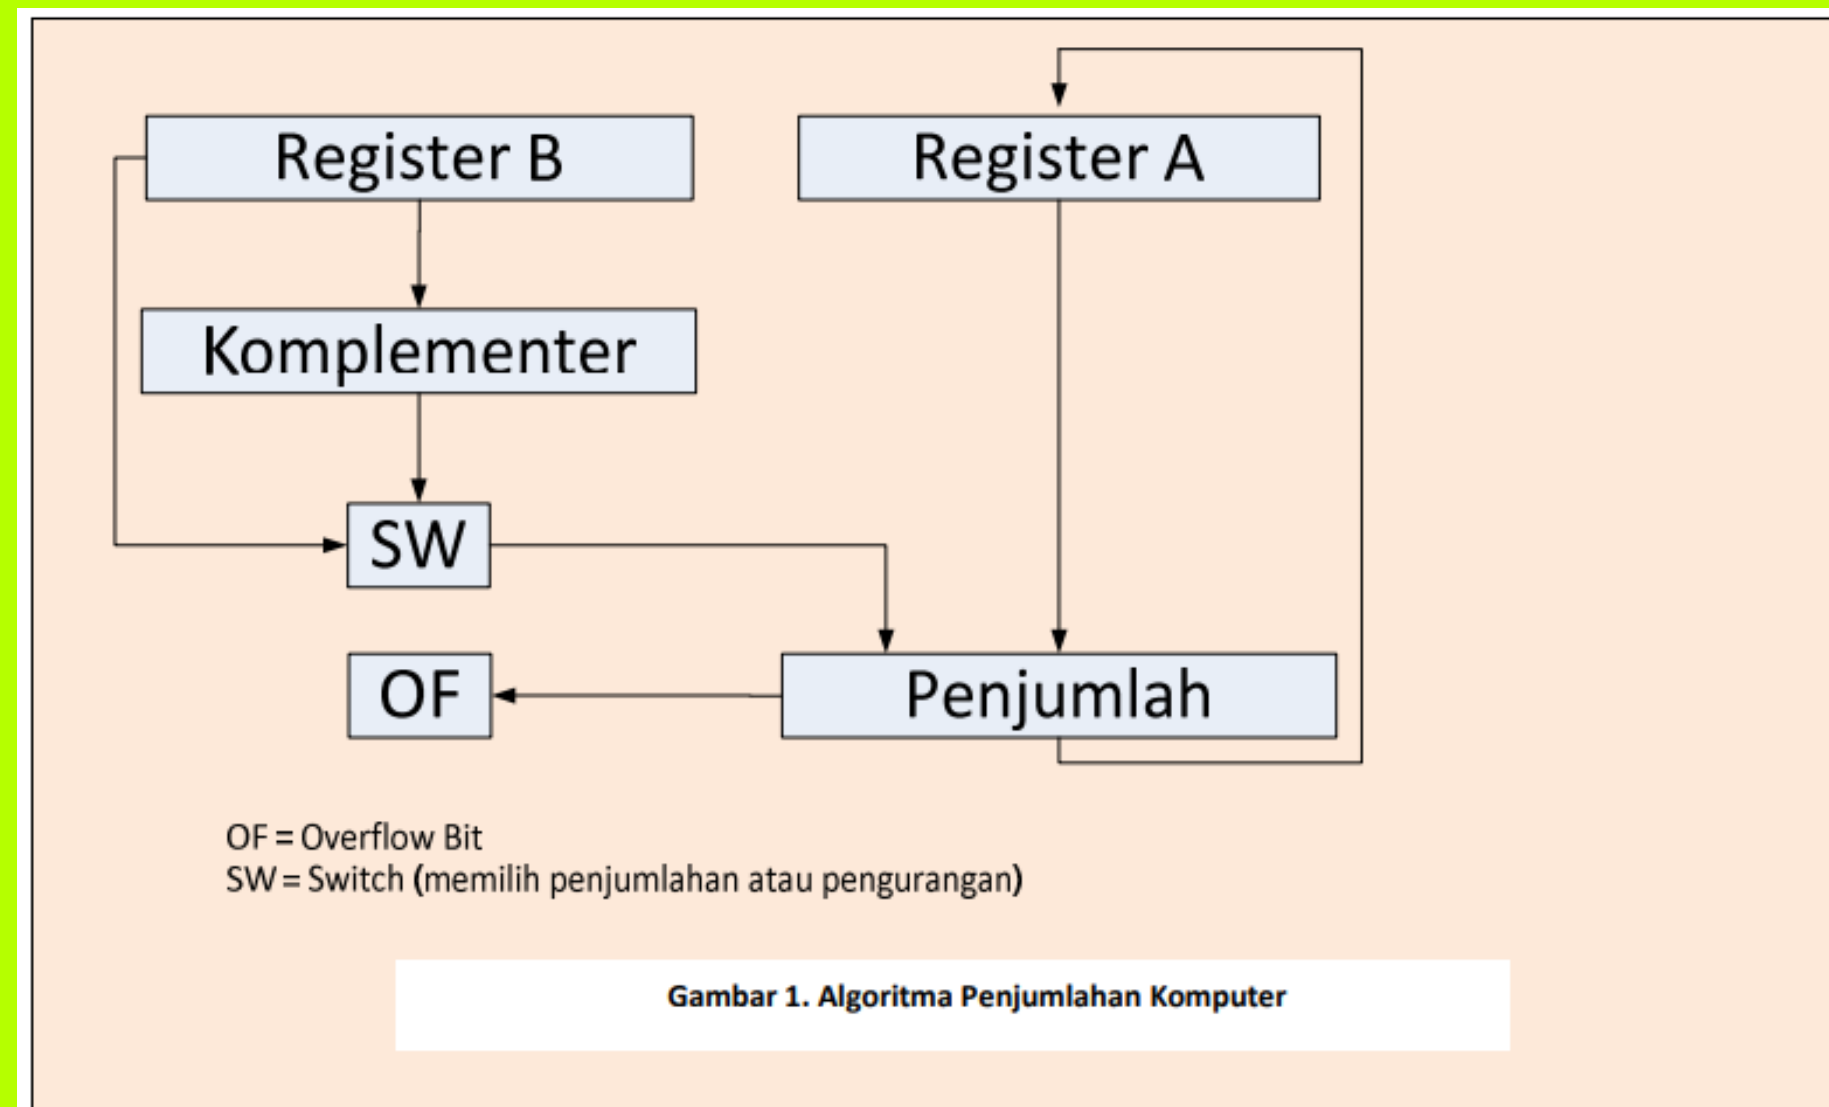 Register B
Register A
Komplementer
SW
OF
Penjumlah
OF = Overflow Bit
SW = Switch (memilih penjumlahan atau pengurangan)
Gambar 1. Algoritma Penjumlahan Komputer